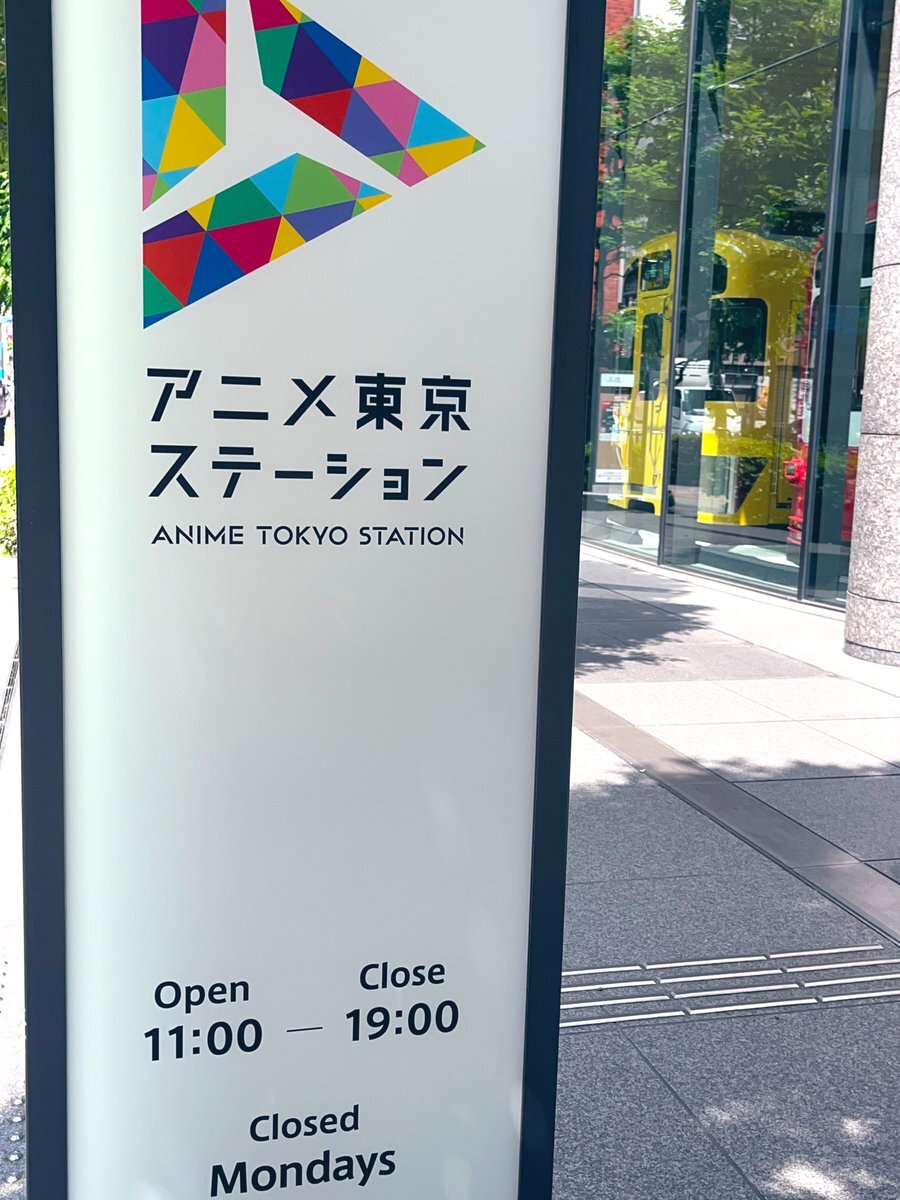 アニメ東京
ステーション
ANIME TOKYO STATION
Open Close
11:00 — 19:00
Closed
Mondays